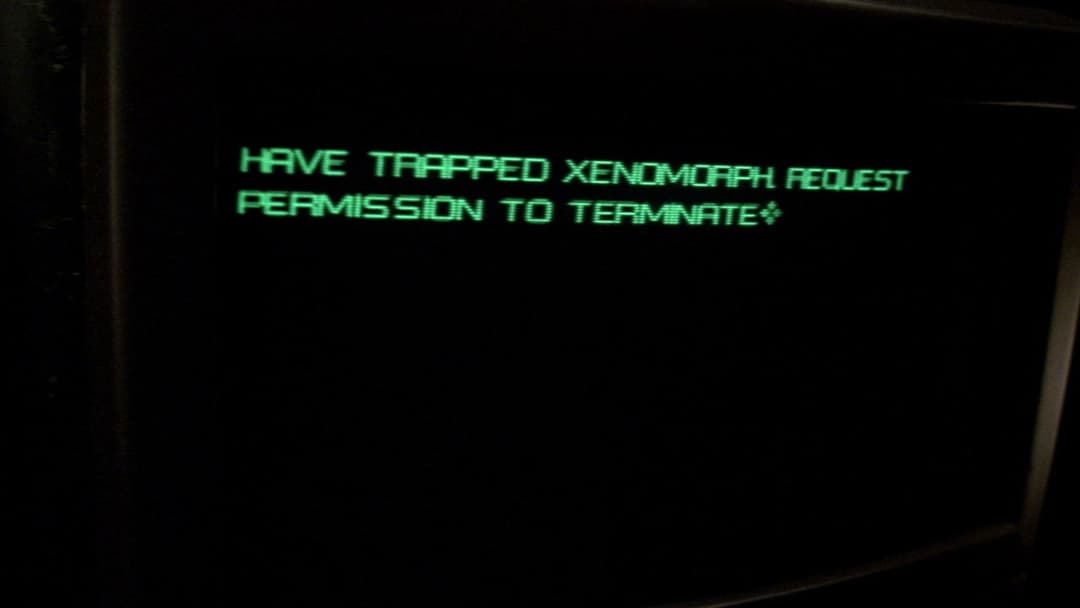 HAVE TRAPPED XENOMORPH. REQUEST
PERMISSION TO TERMINATE